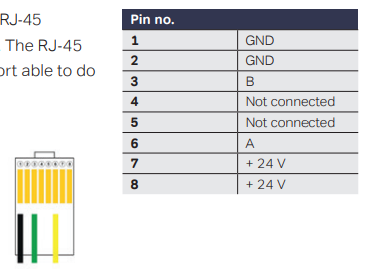 RJ-45
. The RJ-45
ort able to do
Pin no.
1 GND
2 GND
3 B
4 Not connected
5 Not connected
6 A
7 + 24 V
8 + 24 V
1 2 3 4 5 6 7 8